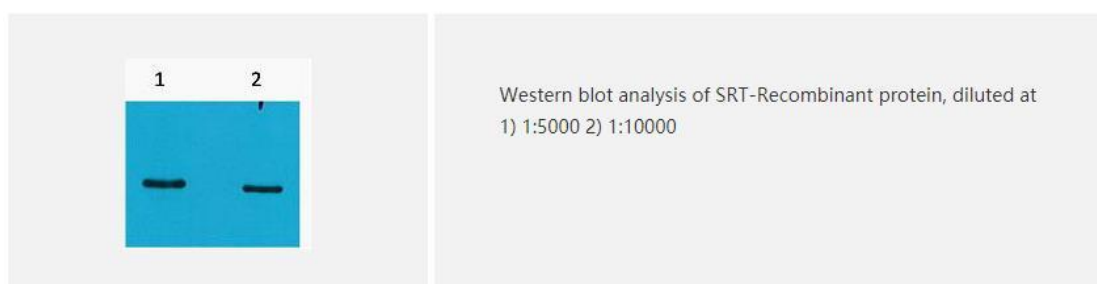 1 2
Western blot analysis of SRT-Recombinant protein, diluted at
1) 1:5000 2) 1:10000